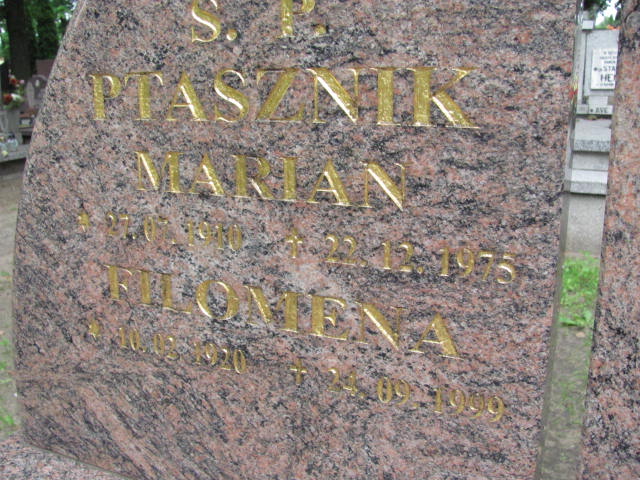 Ś. P.
PTASZNIK
MARIAN
* 27.07.1910 + 22.12.1975
FILOMENA
* 10.03.1920 + 24.09.1999